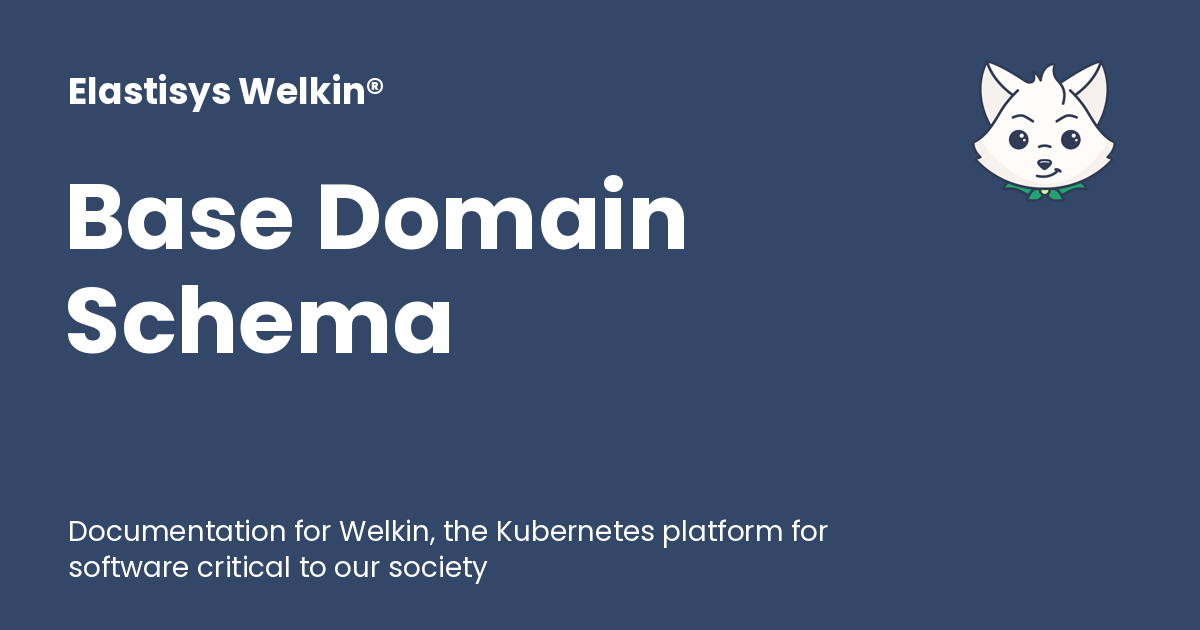 Elastisys Welkin®
Base Domain
Schema
Documentation for Welkin, the Kubernetes platform for
software critical to our society